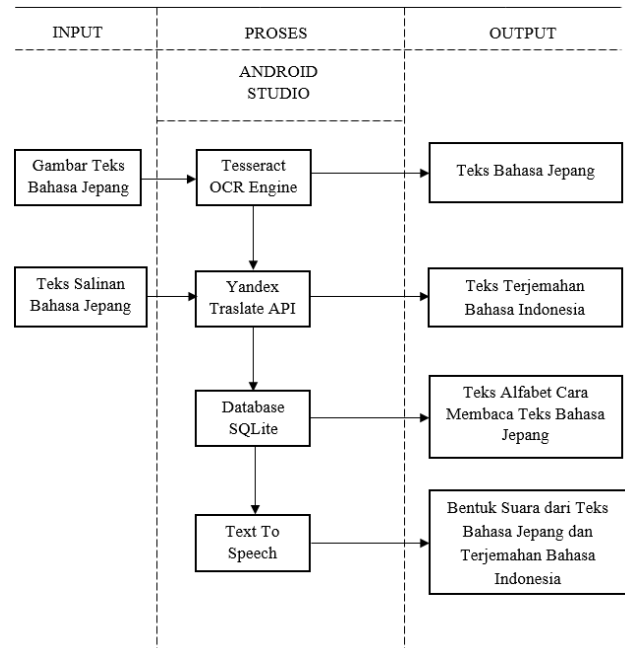 INPUT
PROSES
OUTPUT
ANDROID
STUDIO
Gambar Teks
Bahasa Jepang
Tesseract
OCR Engine
Teks Bahasa Jepang
Teks Salinan
Bahasa Jepang
Yandex
Traslate API
Teks Terjemahan
Bahasa Indonesia
Database
SQLite
Teks Alfabet Cara
Membaca Teks Bahasa
Jepang
Text To
Speech
Bentuk Suara dari Teks
Bahasa Jepang dan
Terjemahan Bahasa
Indonesia